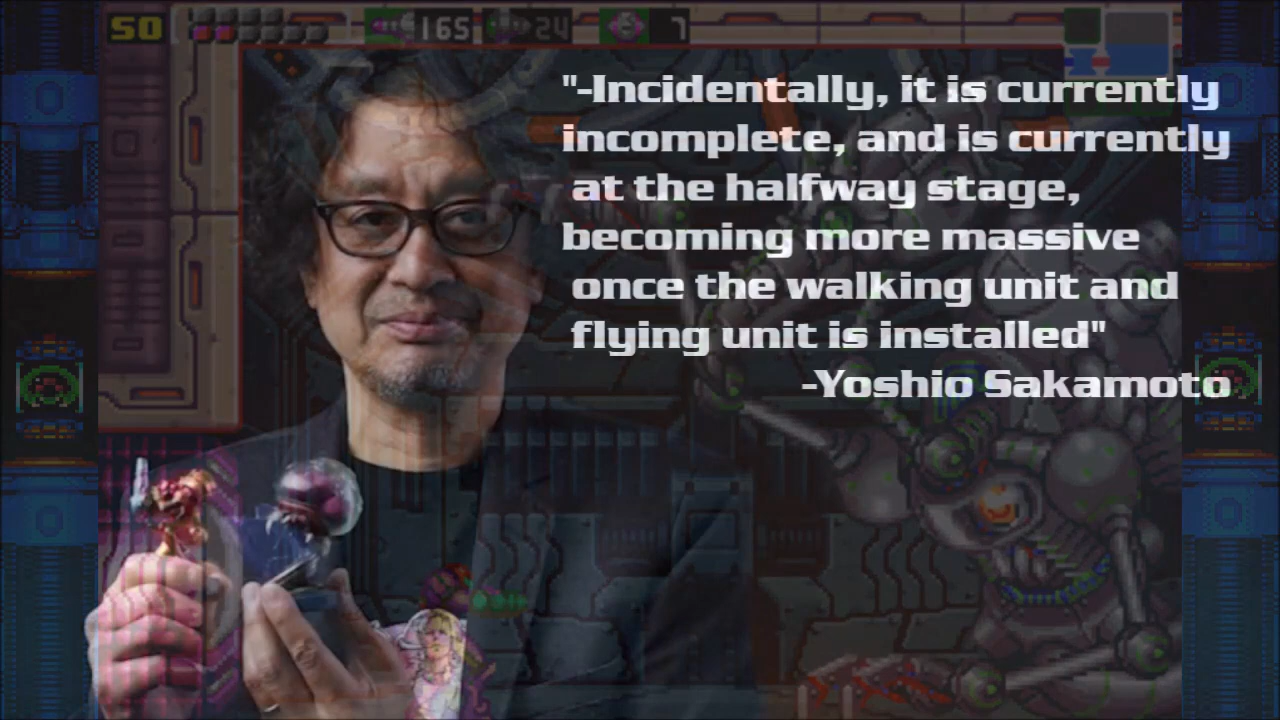 50 165 24 7
"-Incidentally, it is currently
incomplete, and is currently
at the halfway stage,
becoming more massive
once the walking unit and
flying unit is installed"
-Yoshio Sakamoto